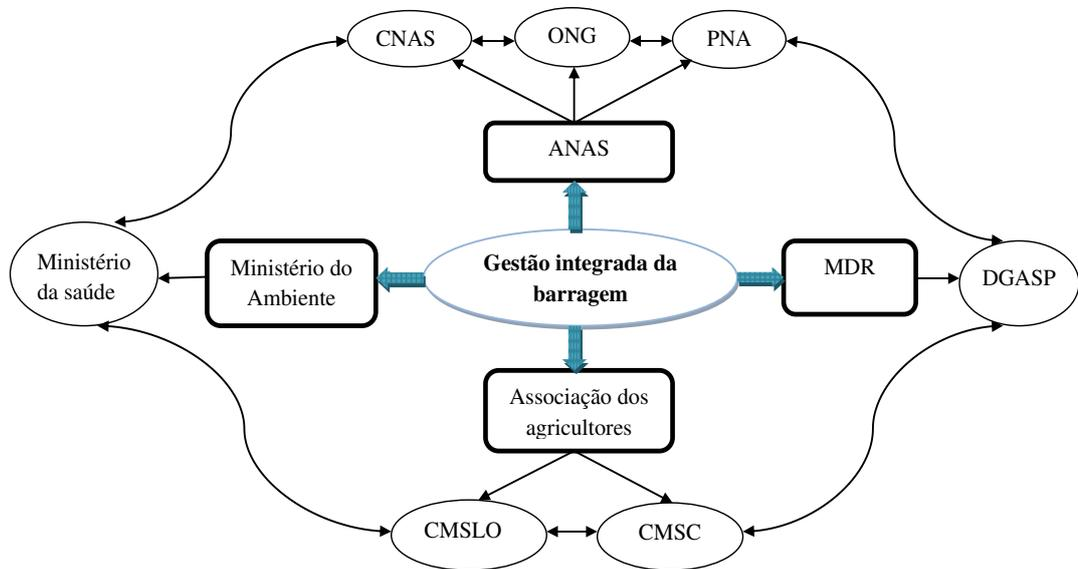 CNAS
ONG
PNA
ANAS
Ministério
da saúde
Ministério do
Ambiente
Gestão integrada da
barragem
MDR
DGASP
Associação dos
agricultores
CMSLO
CMSC